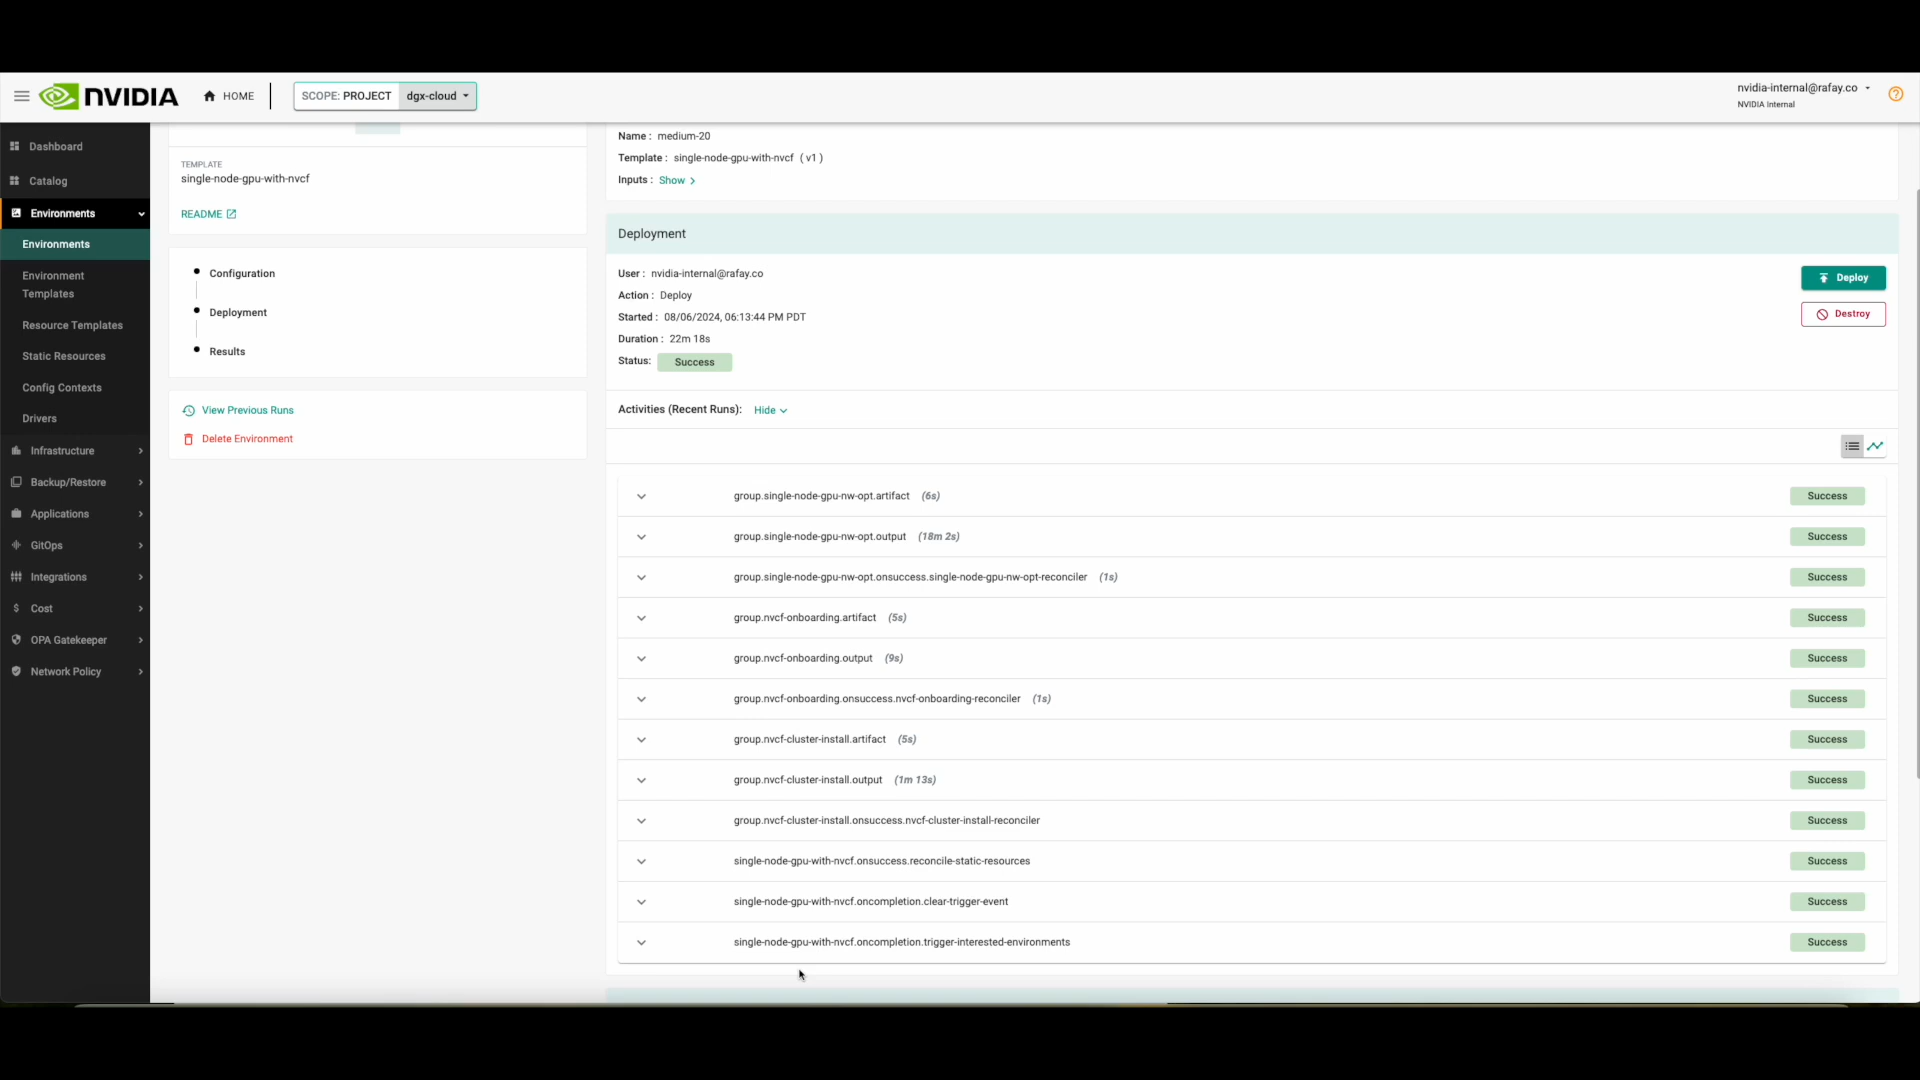 NVIDIA
HOME
SCOPE: PROJECT dgx-cloud
nvidia-internal@rafay.co
NVIDIA Internal
Dashboard
Catalog
Environments
Environments
Environment
Templates
Resource Templates
Static Resources
Config Contexts
Drivers
Infrastructure
Backup/Restore
Applications
GitOps
Integrations
Cost
OPA Gatekeeper
Network Policy
TEMPLATE
single-node-gpu-with-nvcf
README
Configuration
Deployment
Results
View Previous Runs
Delete Environment
Name : medium-20
Template : single-node-gpu-with-nvcf ( v1 )
Inputs : Show
Deployment
User : nvidia-internal@rafay.co
Action : Deploy
Started : 08/06/2024, 06:13:44 PM PDT
Duration : 22m 18s
Status: Success
Deploy
Destroy
Activities (Recent Runs): Hide
group.single-node-gpu-nw-opt.artifact (6s) Success
group.single-node-gpu-nw-opt.output (18m 2s) Success
group.single-node-gpu-nw-opt.onsuccess.single-node-gpu-nw-opt-reconciler (1s) Success
group.nvcf-onboarding.artifact (5s) Success
group.nvcf-onboarding.output (9s) Success
group.nvcf-onboarding.onsuccess.nvcf-onboarding-reconciler (1s) Success
group.nvcf-cluster-install.artifact (5s) Success
group.nvcf-cluster-install.output (1m 13s) Success
group.nvcf-cluster-install.onsuccess.nvcf-cluster-install-reconciler Success
single-node-gpu-with-nvcf.onsuccess.reconcile-static-resources Success
single-node-gpu-with-nvcf.oncompletion.clear-trigger-event Success
single-node-gpu-with-nvcf.oncompletion.trigger-interested-environments Success